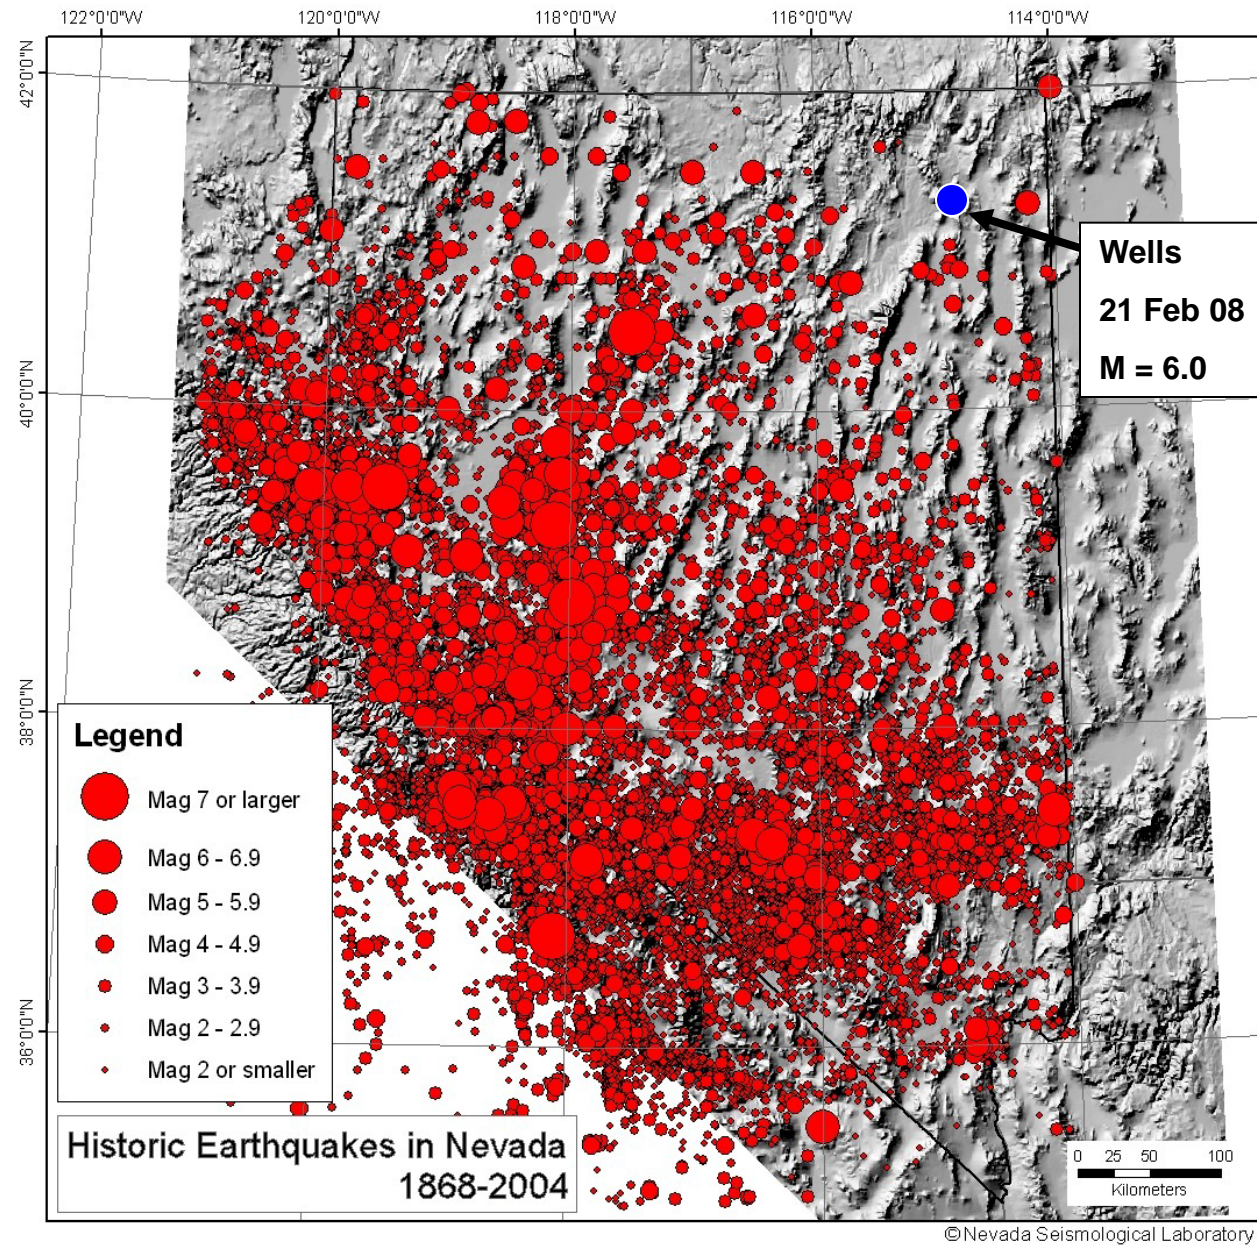 122°0'0"W 120°0'0"W 118°0'0"W 116°0'0"W 114°0'0"W
42°0'0"N
40°0'0"N
38°0'0"N
36°0'0"N
Wells
21 Feb 08
M = 6.0
Legend
Mag 7 or larger
Mag 6 - 6.9
Mag 5 - 5.9
Mag 4 - 4.9
Mag 3 - 3.9
Mag 2 - 2.9
Mag 2 or smaller
Historic Earthquakes in Nevada
1868-2004
0 25 50 100
Kilometers
©Nevada Seismological Laboratory